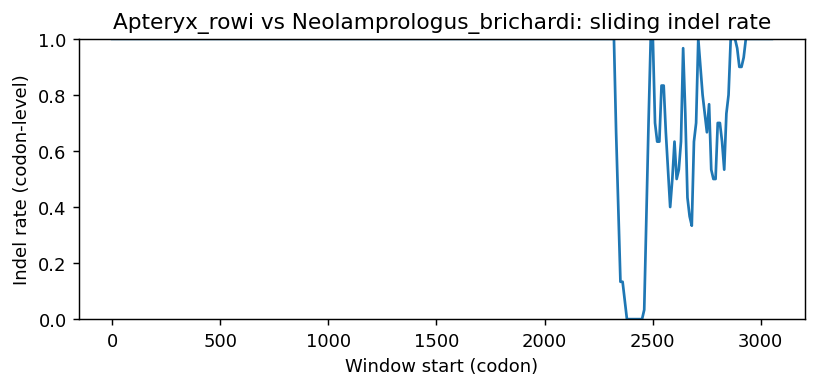 Apteryx_rowi vs Neolamprologus_brichardi: sliding indel rate
Indel rate (codon-level)
1.0
0.8
0.6
0.4
0.2
0.0
0 500 1000 1500 2000 2500 3000
Window start (codon)